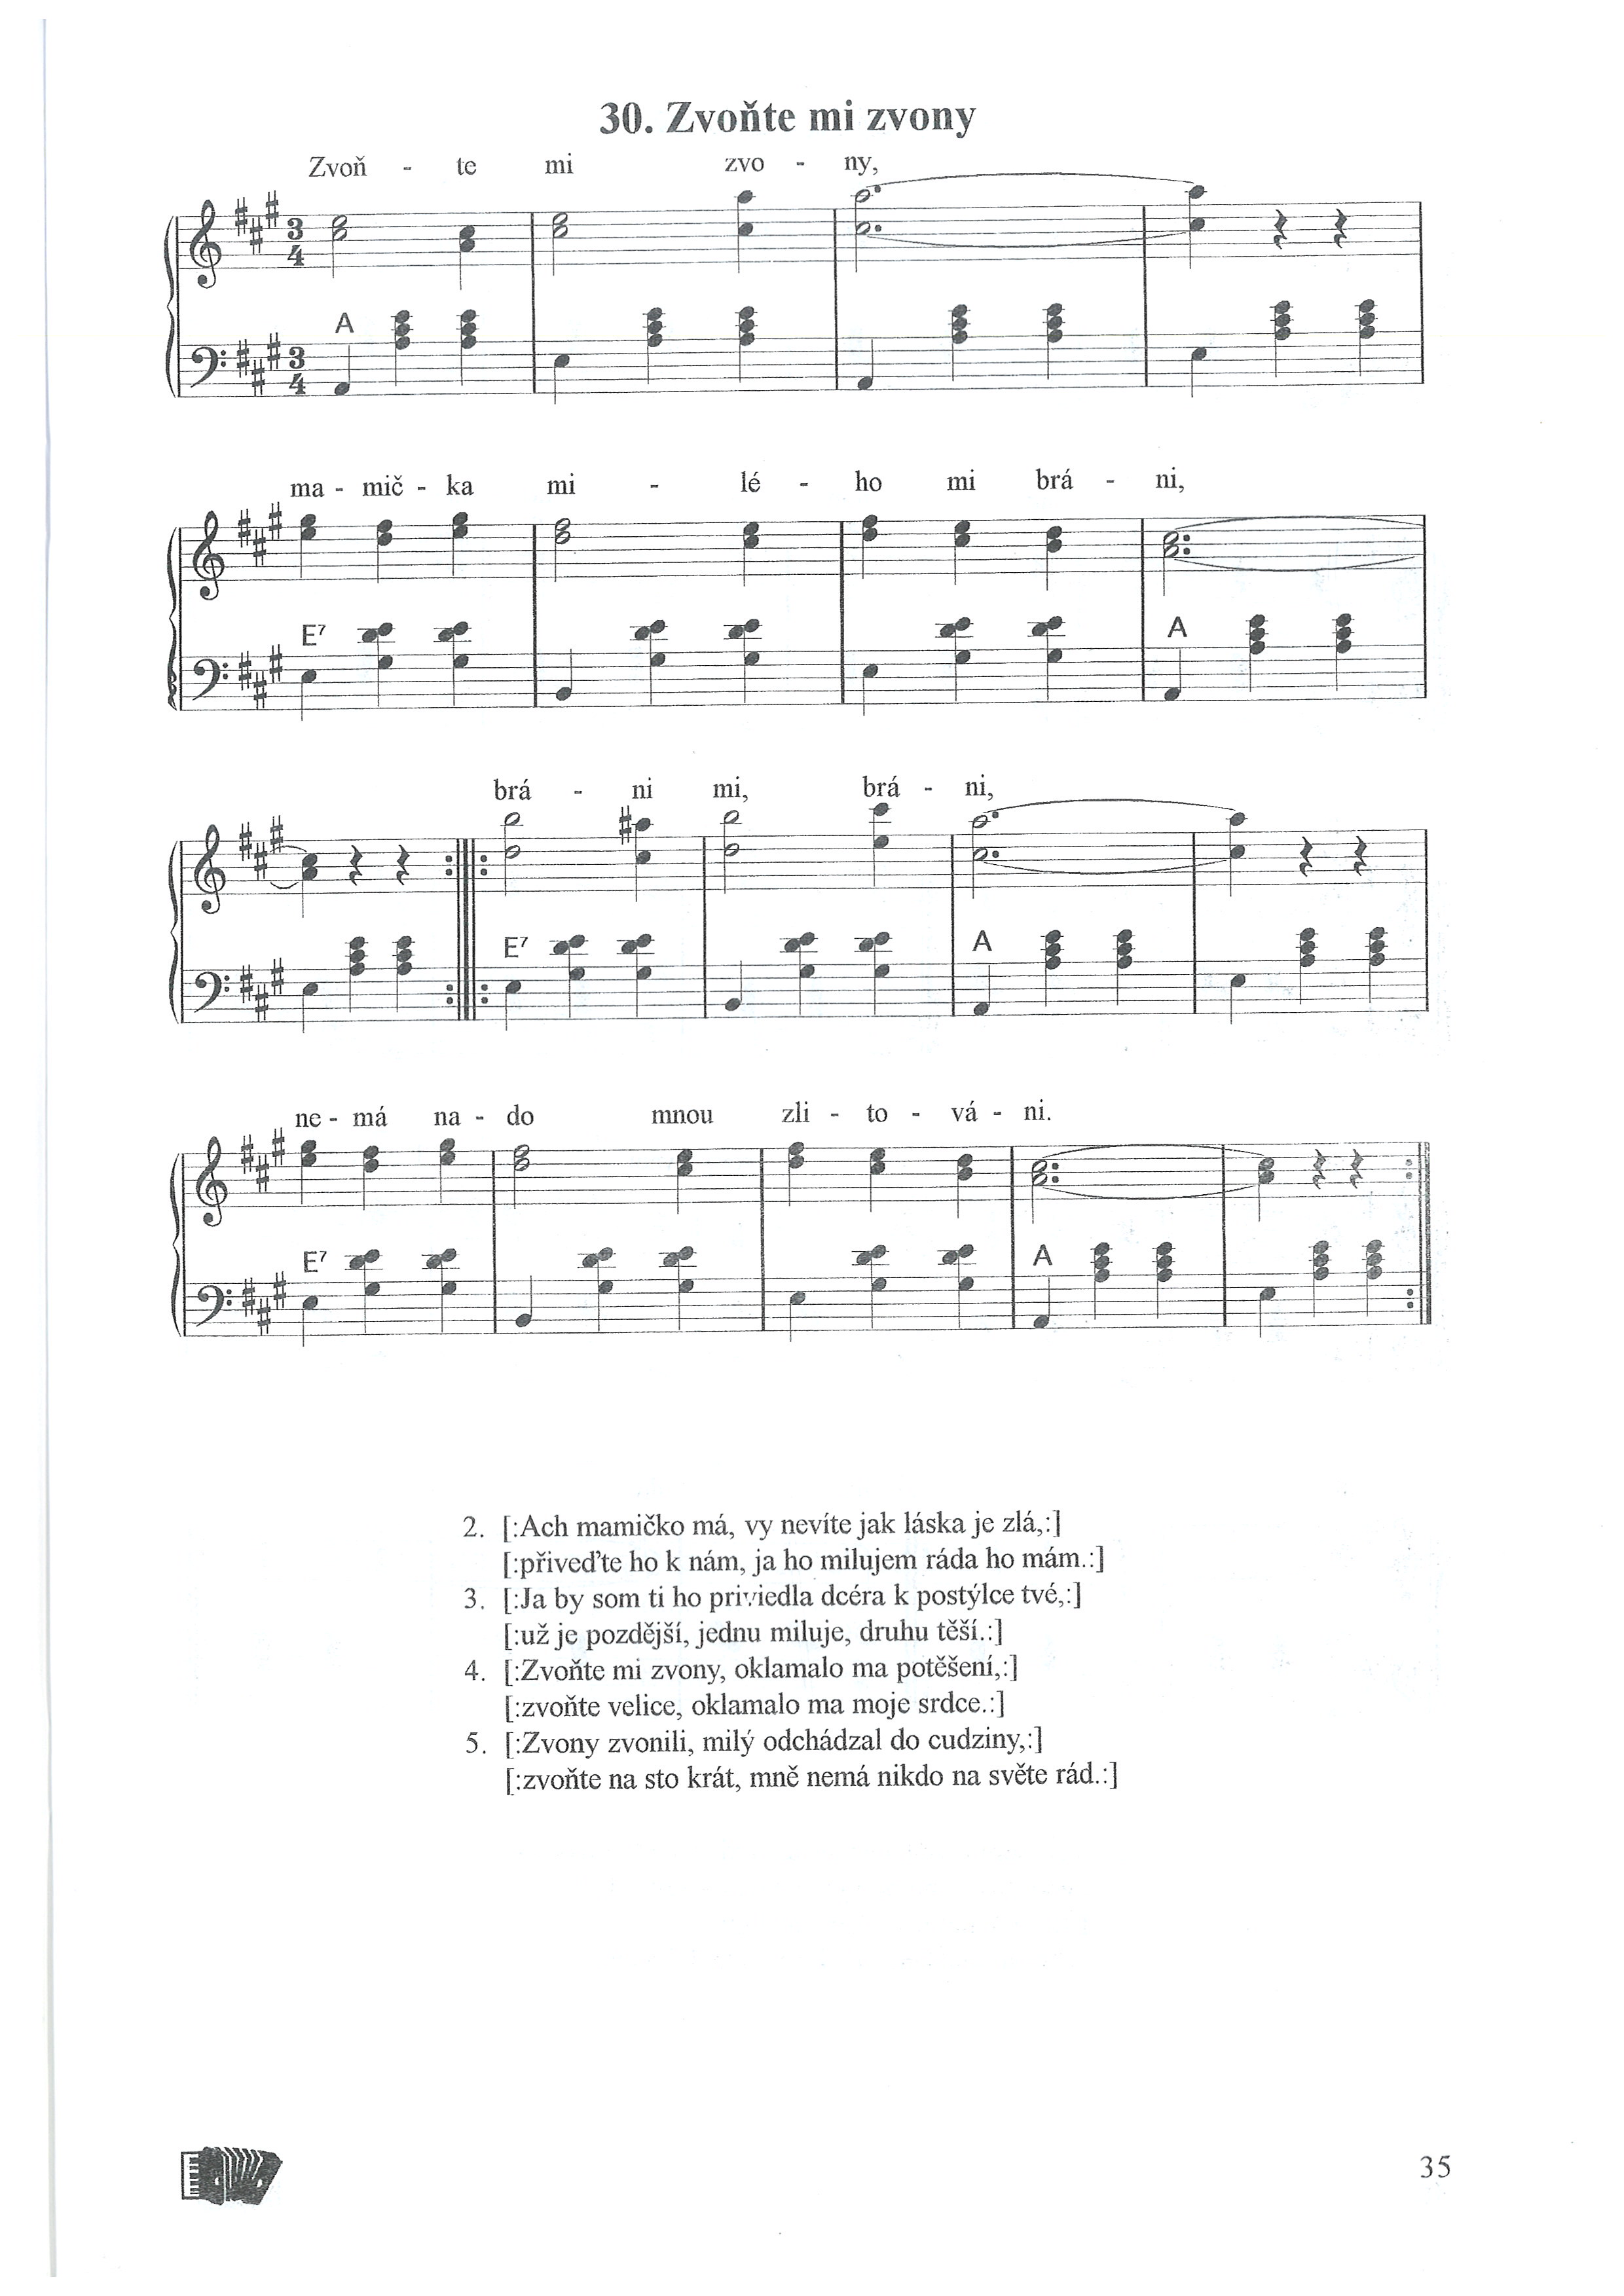 30. Zvoňte mi zvony
Zvoň - te mi zvo - ny,
3 4
A
3 4
ma - mič - ka mi - lé - ho mi brá - ni,
E7 A
brá - ni mi, brá - ni,
E7 A
ne - má na - do mnou zli - to - vá - ni.
E7 A
2. [:Ach mamičko má, vy nevíte jak láska je zlá,:]
[:přiveďte ho k nám, ja ho milujem ráda ho mám.:]
3. [:Ja by som ti ho priviedla dcéra k postýlce tvé,:]
[:už je pozdější, jednu miluje, druhu těší.:]
4. [:Zvoňte mi zvony, oklamalo ma potěšení,:]
[:zvoňte velice, oklamalo ma moje srdce.:]
5. [:Zvony zvonili, milý odchádzal do cudziny,:]
[:zvoňte na sto krát, mně nemá nikdo na světe rád.:]
35